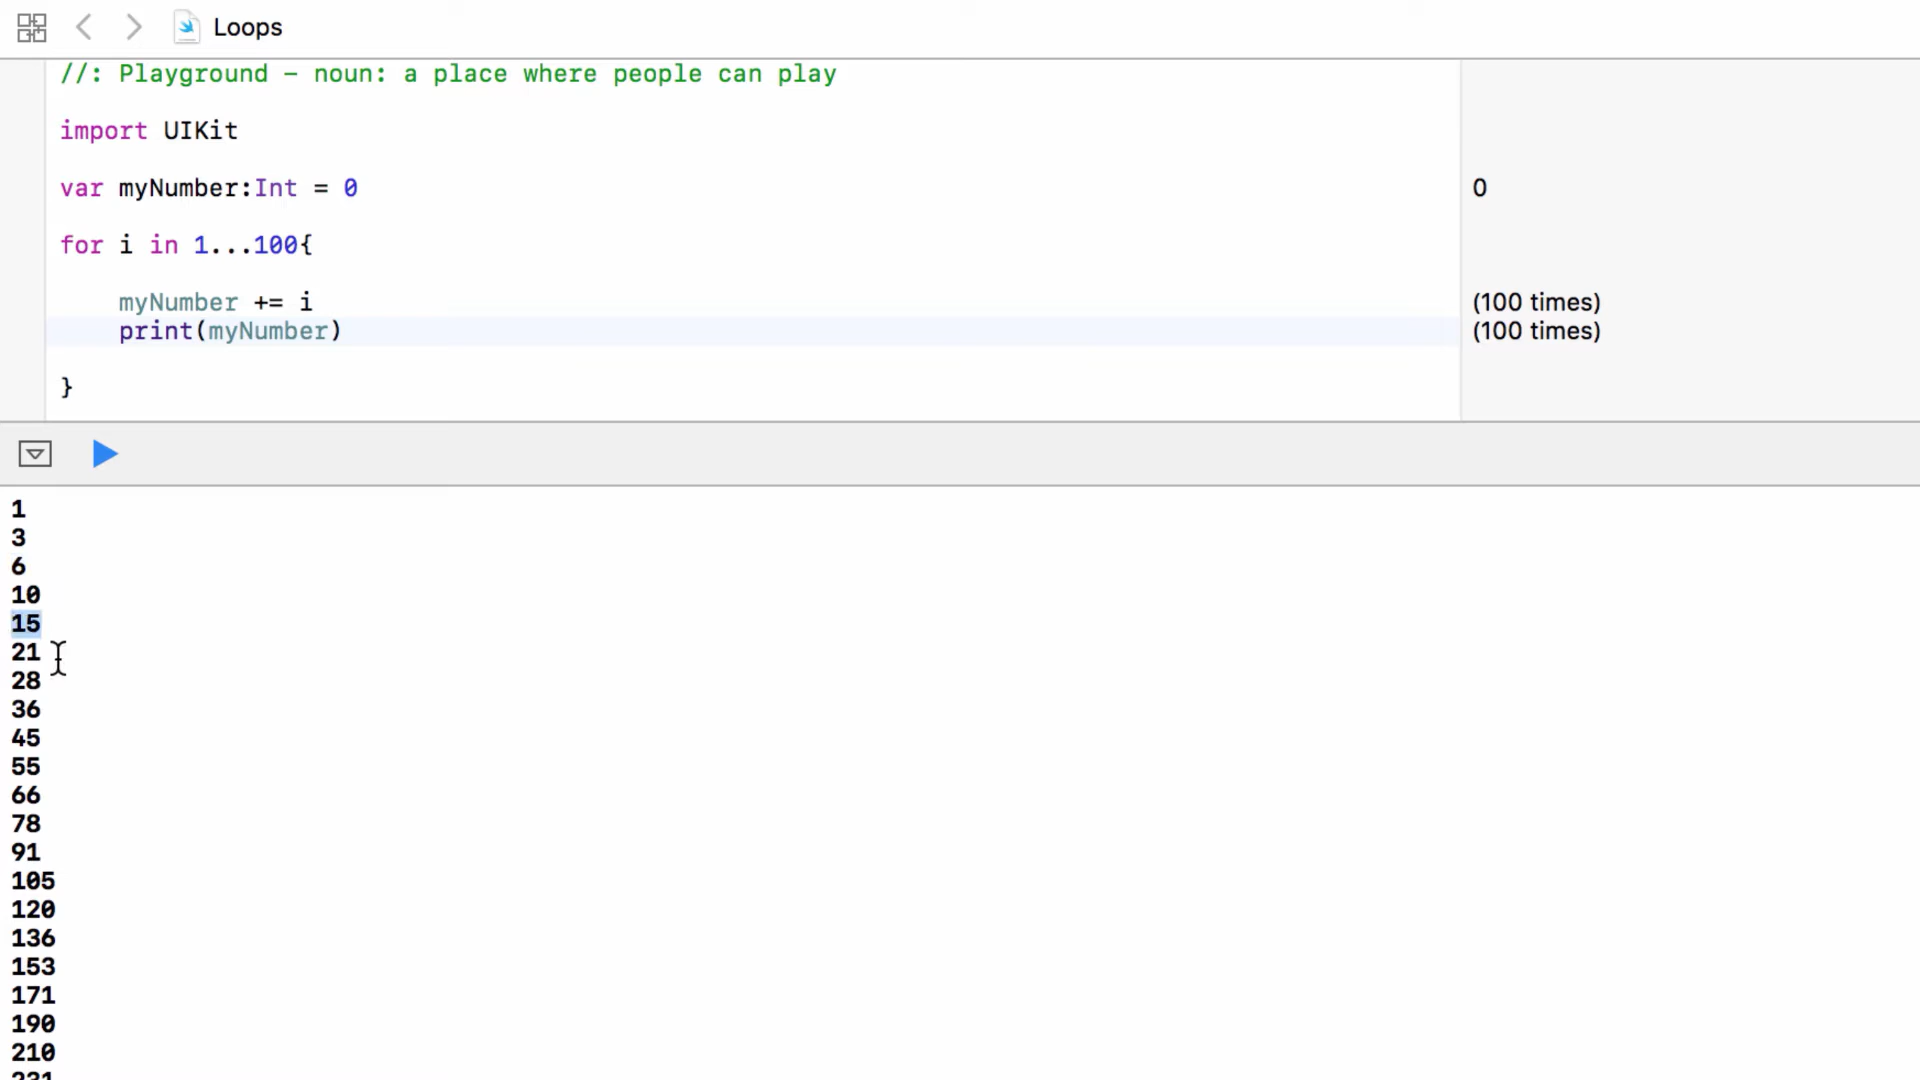 Loops
//: Playground – noun: a place where people can play
import UIKit
var myNumber:Int = 0
0
for i in 1...100{
myNumber += i
(100 times)
print(myNumber)
(100 times)
}
1
3
6
10
15
21
28
36
45
55
66
78
91
105
120
136
153
171
190
210
231